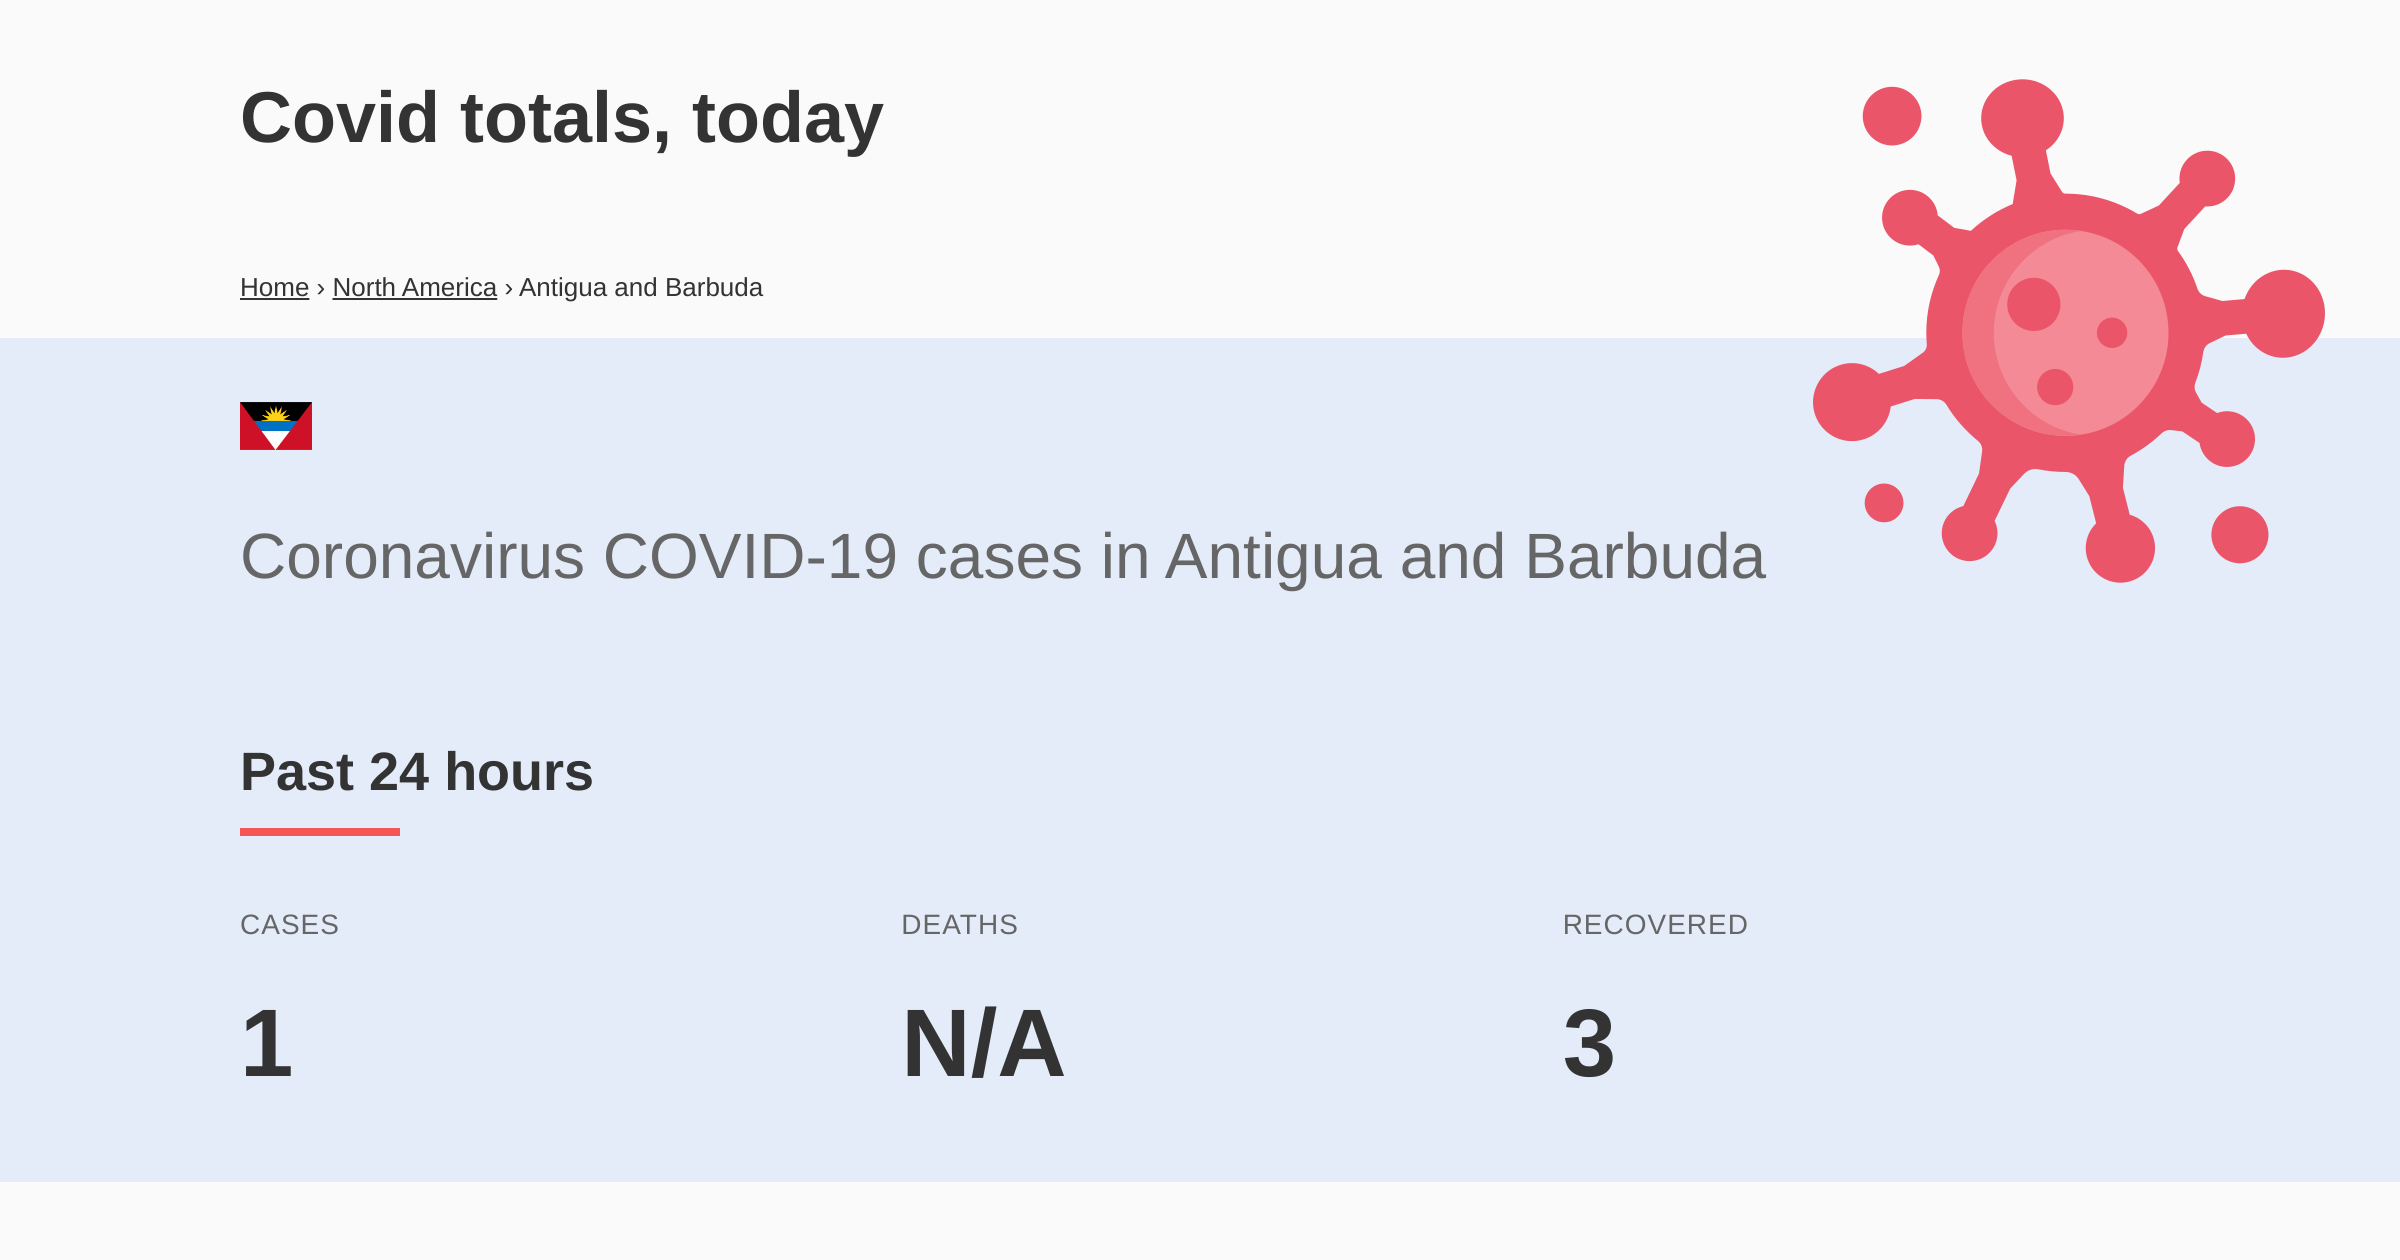 Covid totals, today
Home › North America › Antigua and Barbuda
Coronavirus COVID-19 cases in Antigua and Barbuda
Past 24 hours
CASES
DEATHS
RECOVERED
1
N/A
3